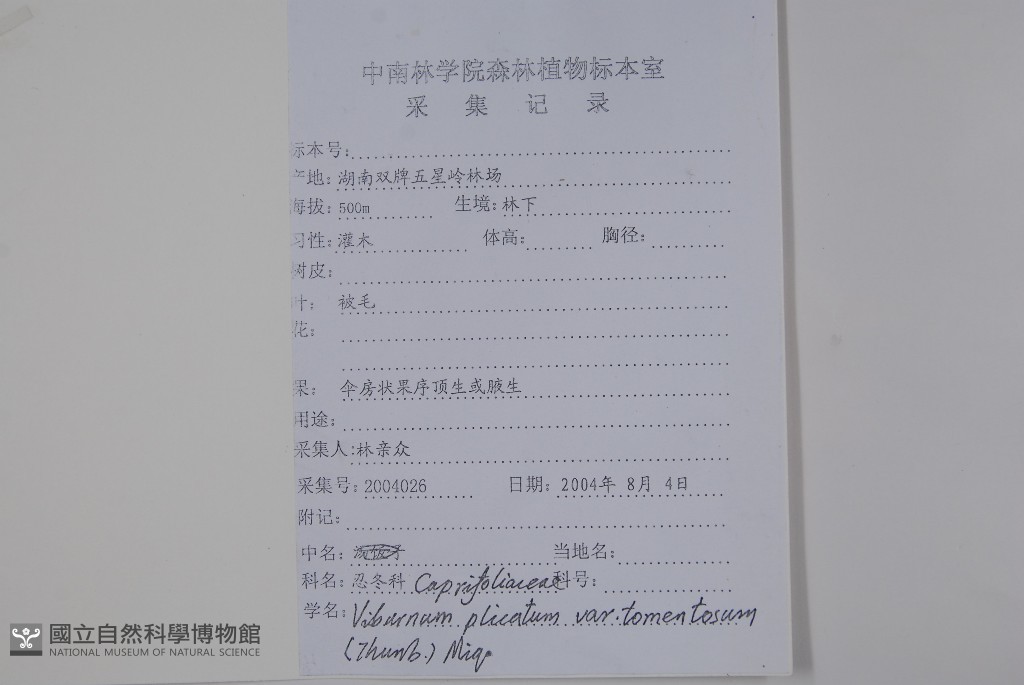 中南林学院森林植物标本室
采 集 记 录
标本号:
产地: 湖南双牌五星岭林场
海拔: 500m 生境: 林下
习性: 灌木 体高: 胸径:
树皮:
叶: 被毛
花:
果: 伞房状果序顶生或腋生
用途:
采集人: 林亲众
采集号: 2004026 日期: 2004年 8月 4日
附记:
中名: 当地名:
科名: 忍冬科 Caprifoliaceae 科号:
学名: Viburnum plicatum var. tomentosum
(Thunb.) Miq.
國立自然科學博物館
NATIONAL MUSEUM OF NATURAL SCIENCE